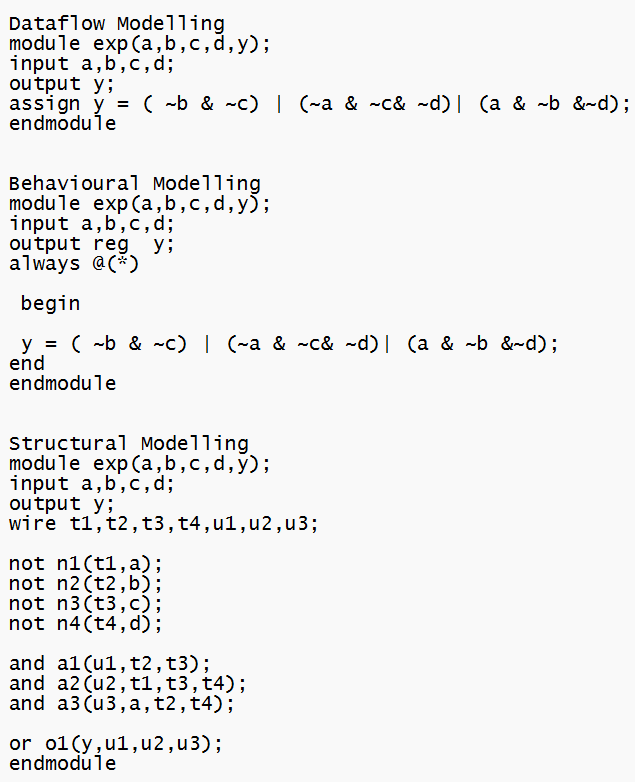 Dataflow Modelling
module exp(a,b,c,d,y);
input a,b,c,d;
output y;
assign y = ( ~b & ~c) | (~a & ~c& ~d)| (a & ~b &~d);
endmodule
Behavioural Modelling
module exp(a,b,c,d,y);
input a,b,c,d;
output reg  y;
always @(*)
begin
y = ( ~b & ~c) | (~a & ~c& ~d)| (a & ~b &~d);
end
endmodule
Structural Modelling
module exp(a,b,c,d,y);
input a,b,c,d;
output y;
wire t1,t2,t3,t4,u1,u2,u3;
not n1(t1,a);
not n2(t2,b);
not n3(t3,c);
not n4(t4,d);
and a1(u1,t2,t3);
and a2(u2,t1,t3,t4);
and a3(u3,a,t2,t4);
or o1(y,u1,u2,u3);
endmodule